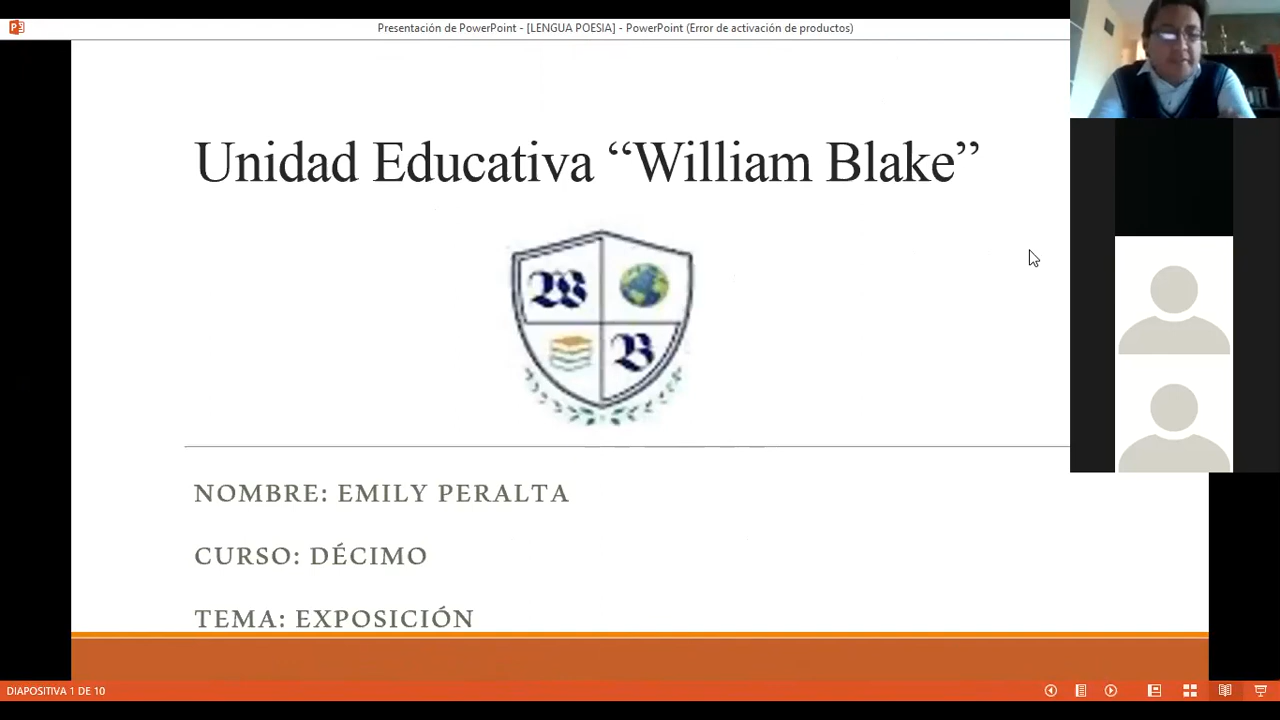 Presentación de PowerPoint - [LENGUA POESIA] - PowerPoint (Error de activación de productos)
Unidad Educativa “William Blake”
W
B
NOMBRE: EMILY PERALTA
CURSO: DÉCIMO
TEMA: EXPOSICIÓN
DIAPOSITIVA 1 DE 10